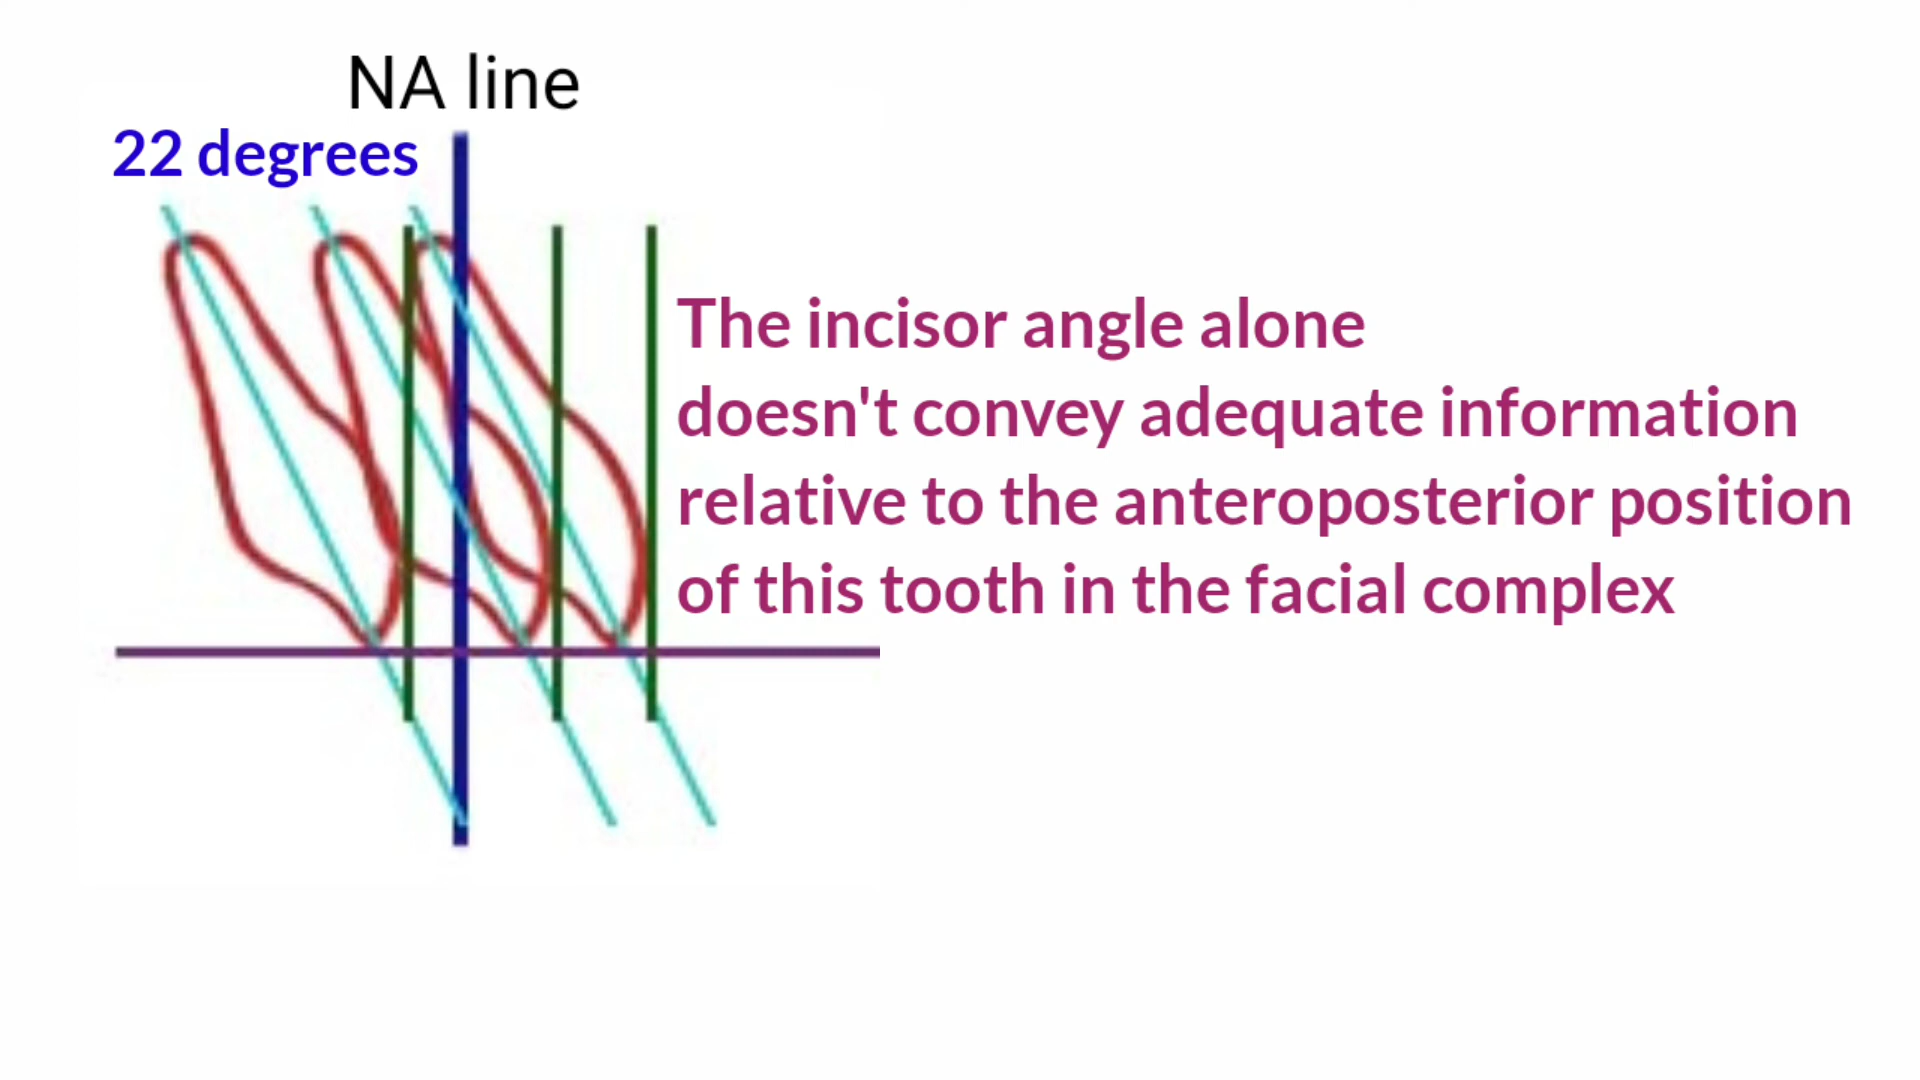 NA line
22 degrees
The incisor angle alone
doesn't convey adequate information
relative to the anteroposterior position
of this tooth in the facial complex